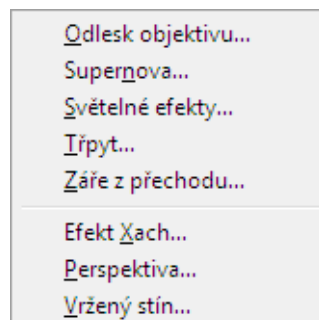 Odlesk objektivu...
Supernova...
Světelné efekty...
Třpyt...
Záře z přechodu...
Efekt Xach...
Perspektiva...
Vržený stín...